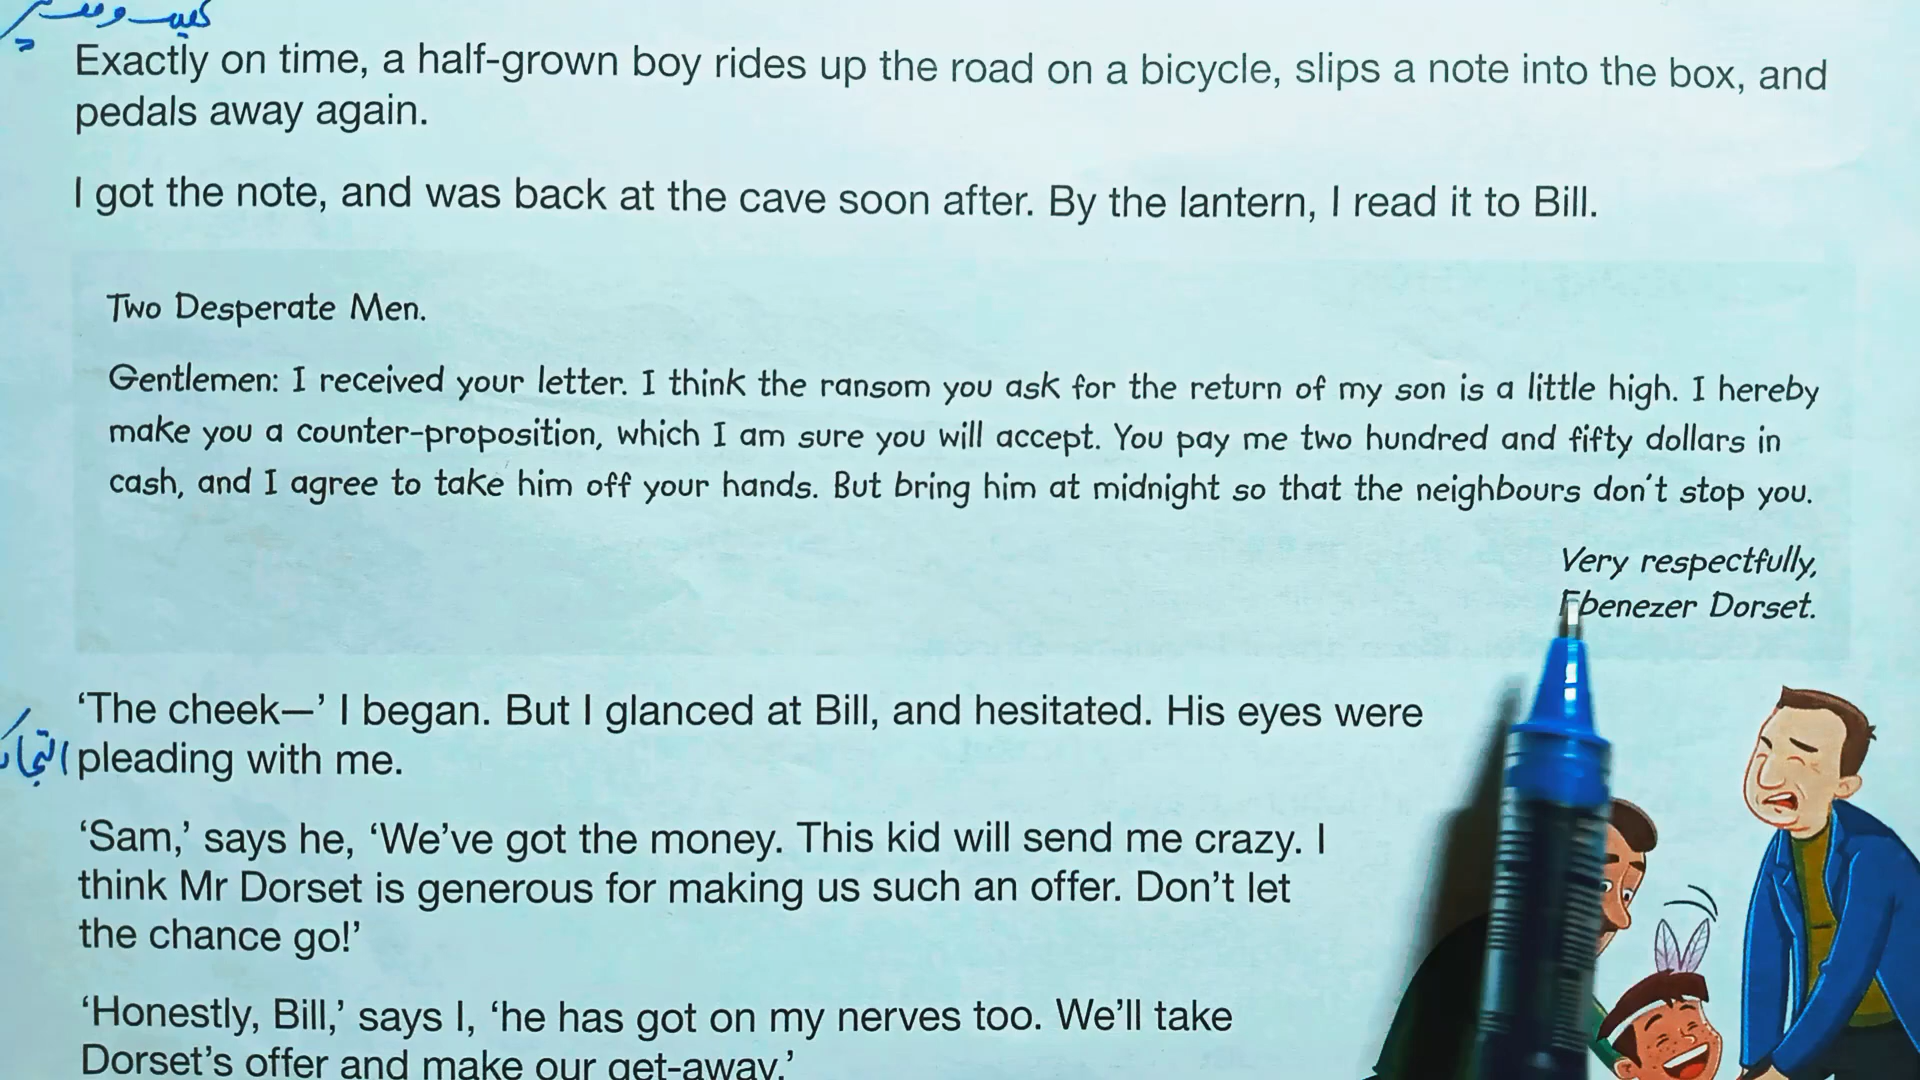 Exactly on time, a half-grown boy rides up the road on a bicycle, slips a note into the box, and
pedals away again.
I got the note, and was back at the cave soon after. By the lantern, I read it to Bill.
Two Desperate Men.
Gentlemen: I received your letter. I think the ransom you ask for the return of my son is a little high. I hereby
make you a counter-proposition, which I am sure you will accept. You pay me two hundred and fifty dollars in
cash, and I agree to take him off your hands. But bring him at midnight so that the neighbours don't stop you.
Very respectfully,
Ebenezer Dorset.
‘The cheek—’ I began. But I glanced at Bill, and hesitated. His eyes were
pleading with me.
‘Sam,’ says he, ‘We’ve got the money. This kid will send me crazy. I
think Mr Dorset is generous for making us such an offer. Don’t let
the chance go!’
‘Honestly, Bill,’ says I, ‘he has got on my nerves too. We’ll take
Dorset’s offer and make our get-away.’